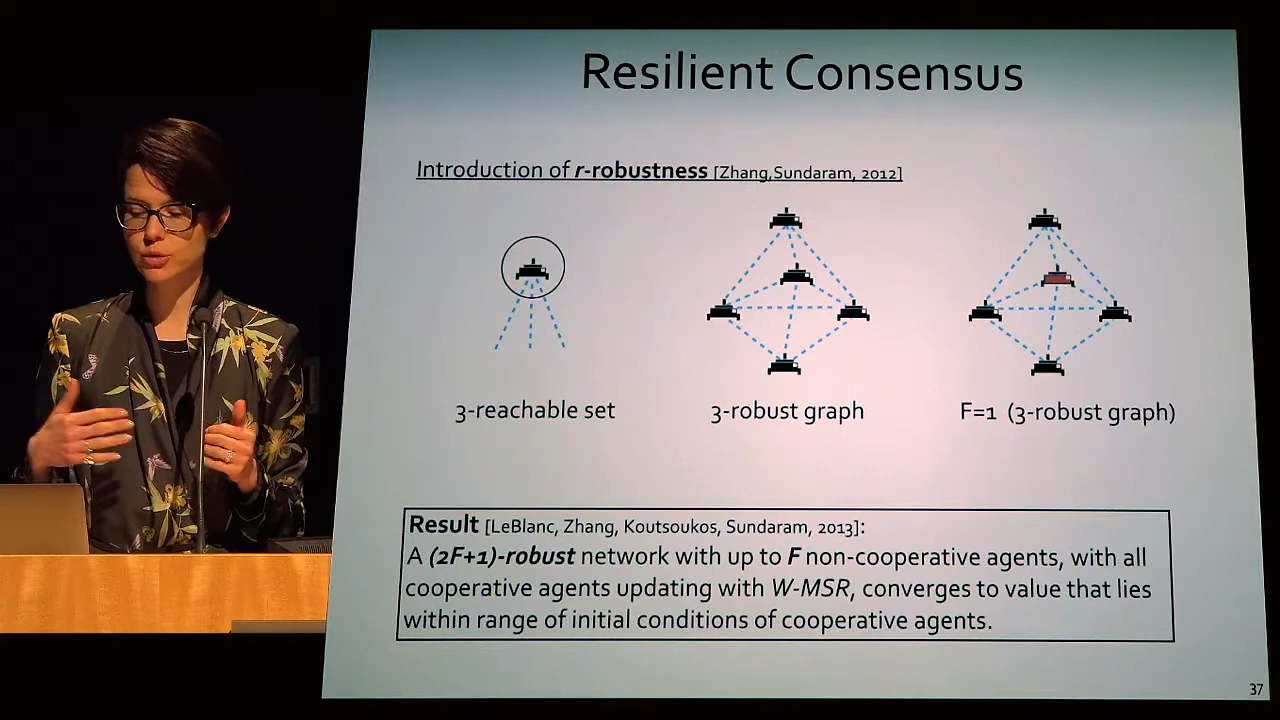 Resilient Consensus
Introduction of r-robustness [Zhang,Sundaram, 2012]
3-reachable set
3-robust graph
F=1 (3-robust graph)
Result [LeBlanc, Zhang, Koutsoukos, Sundaram, 2013]:
A (2F+1)-robust network with up to F non-cooperative agents, with all
cooperative agents updating with W-MSR, converges to value that lies
within range of initial conditions of cooperative agents.
37